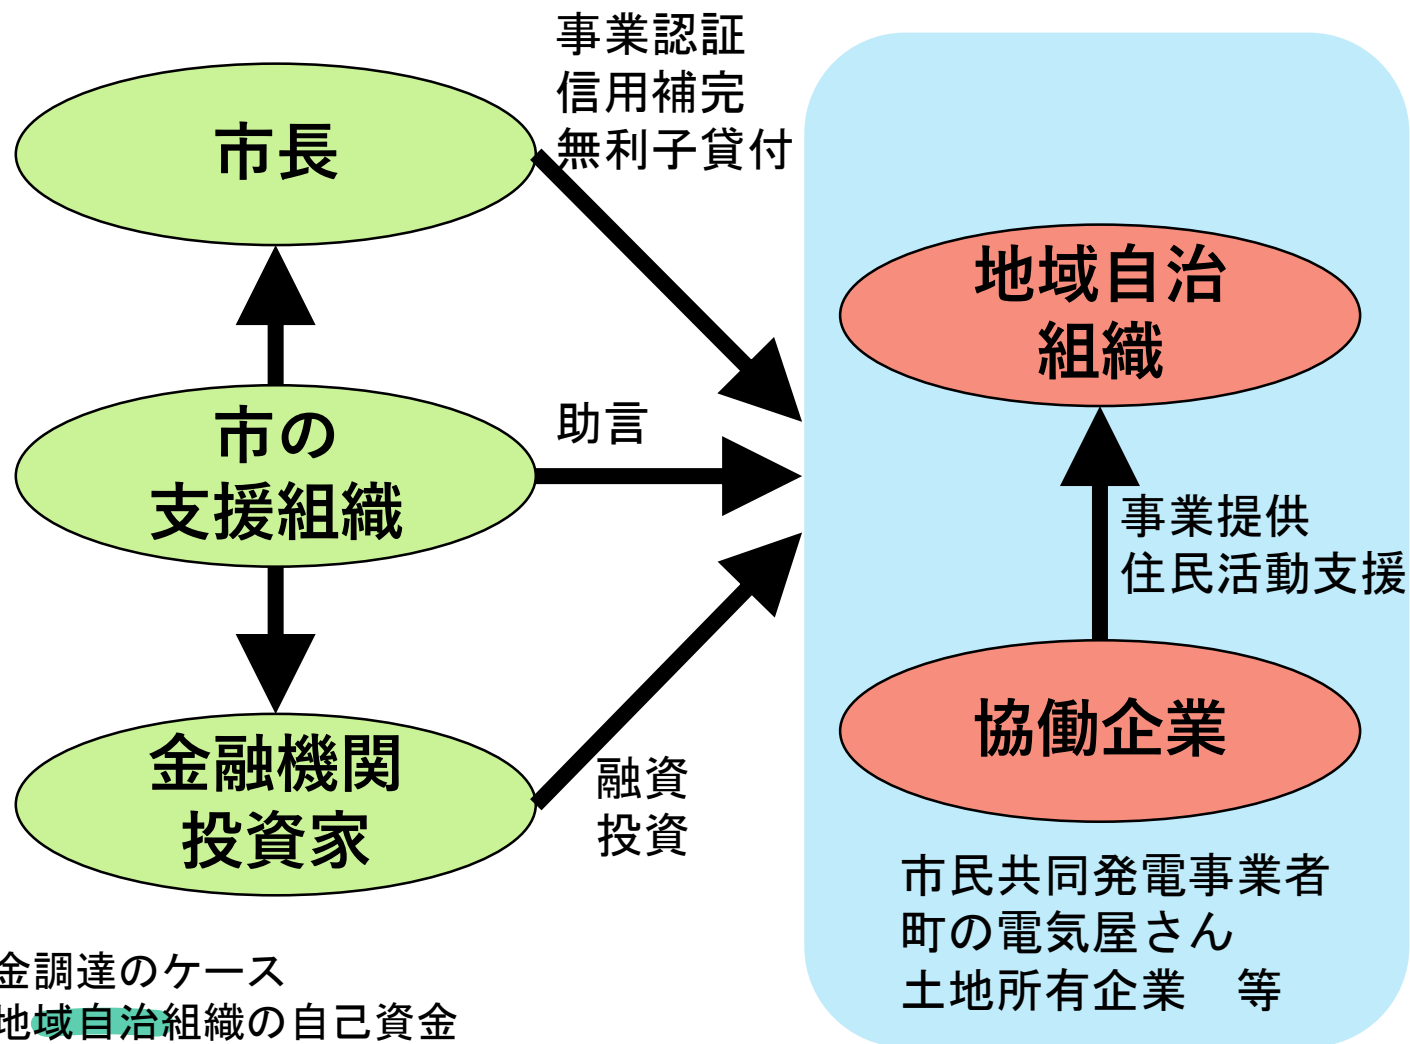 事業認証
信用補完
無利子貸付
市長
地域自治
組織
市の
支援組織
助言
事業提供
住民活動支援
金融機関
投資家
融資
投資
協働企業
市民共同発電事業者
町の電気屋さん
土地所有企業　等
金調達のケース
地域自治組織の自己資金